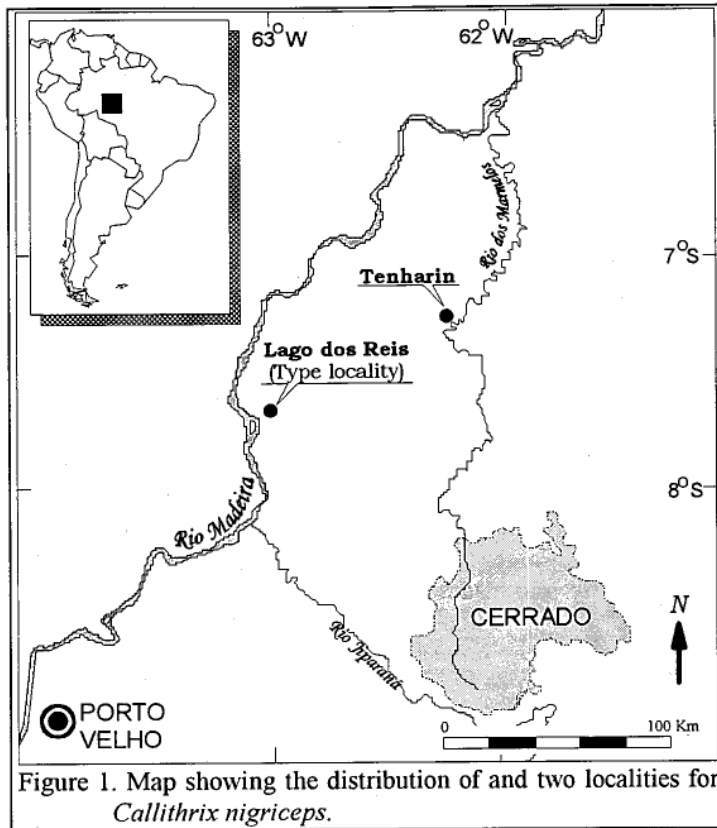 63°W
62°W
Rio dos Marmelos
7°S
Tenharin
Lago dos Reis
(Type locality)
8°S
Rio Madeira
CERRADO
N
Rio Jiparaná
0
100 Km
PORTO
VELHO
Figure 1. Map showing the distribution of and two localities for
Callithrix nigriceps.